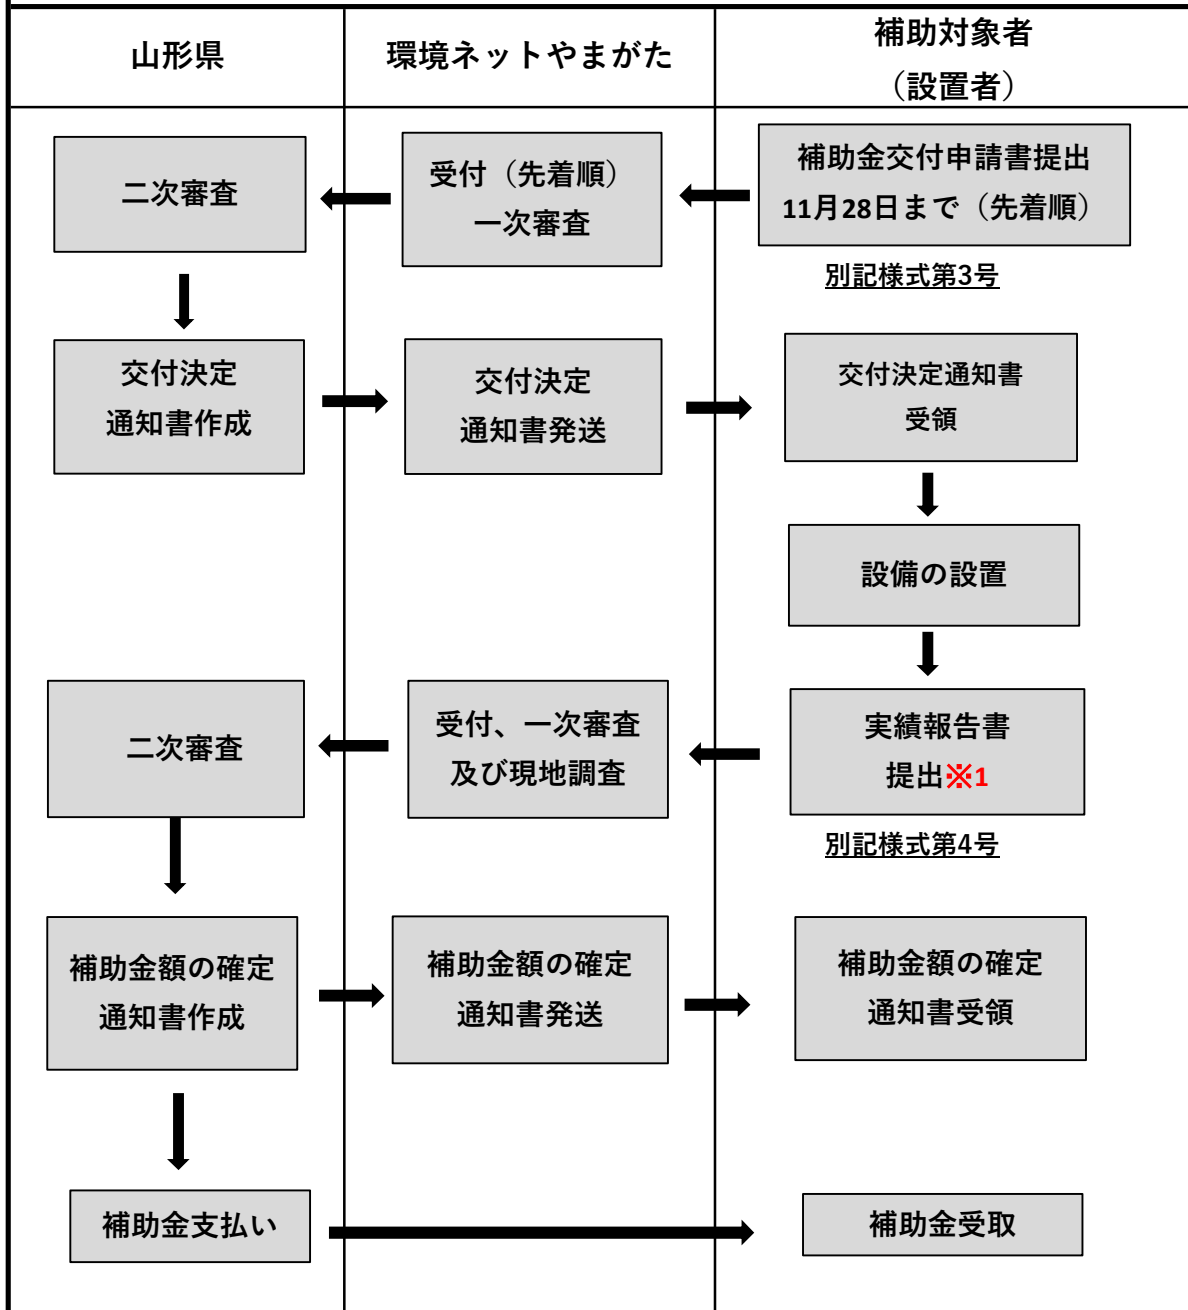 山形県
環境ネットやまがた
補助対象者
（設置者）
二次審査
受付（先着順）
一次審査
補助金交付申請書提出
11月28日まで（先着順）
別記様式第3号
交付決定
通知書作成
交付決定
通知書発送
交付決定通知書
受領
設備の設置
二次審査
受付、一次審査
及び現地調査
実績報告書
提出※1
別記様式第4号
補助金額の確定
通知書作成
補助金額の確定
通知書発送
補助金額の確定
通知書受領
補助金支払い
補助金受取